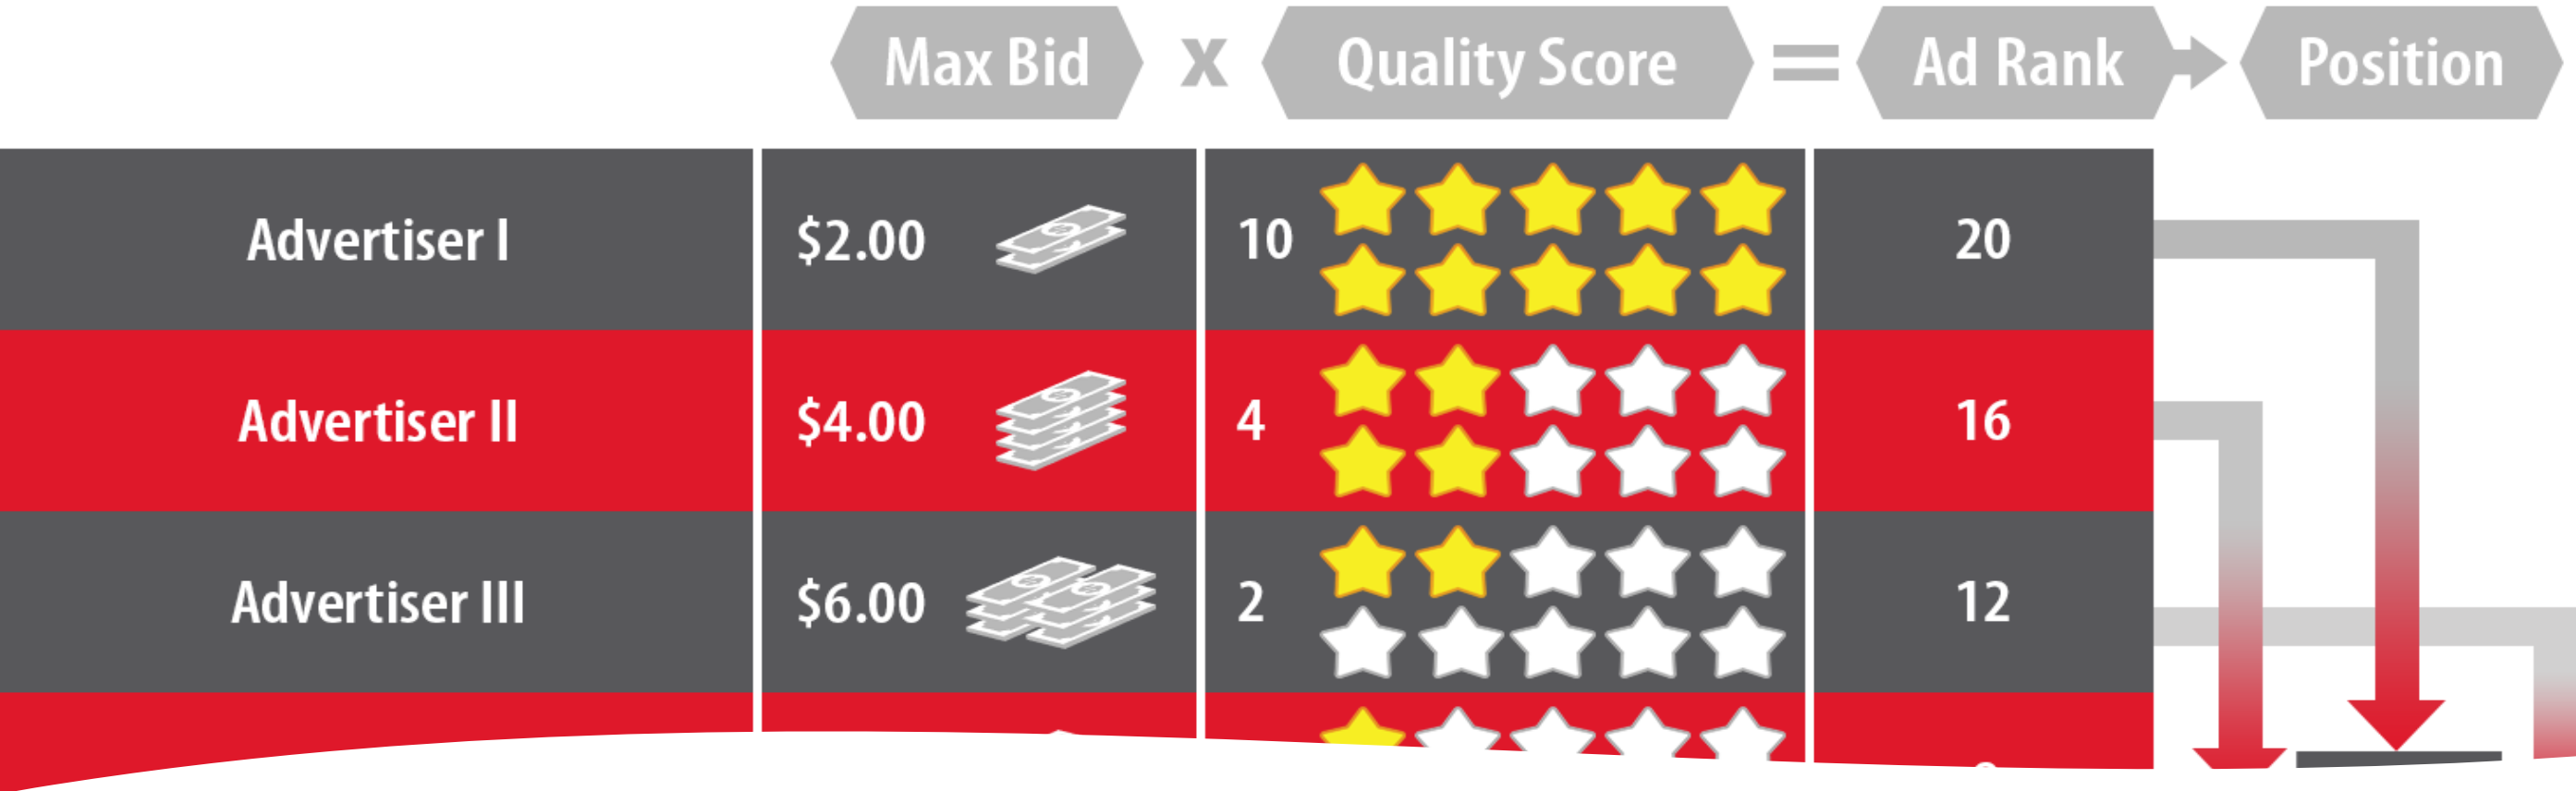 Max Bid x Quality Score = Ad Rank Position
Advertiser I $2.00 10 20
Advertiser II $4.00 4 16
Advertiser III $6.00 2 12